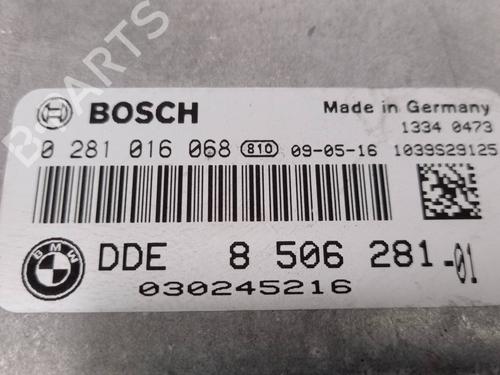 BOSCH
Made in Germany
1334 0473
0 281 016 068 810 09-05-16 1039S29125
BMW
DDE 8 506 281-01
030245216
B-PARTS